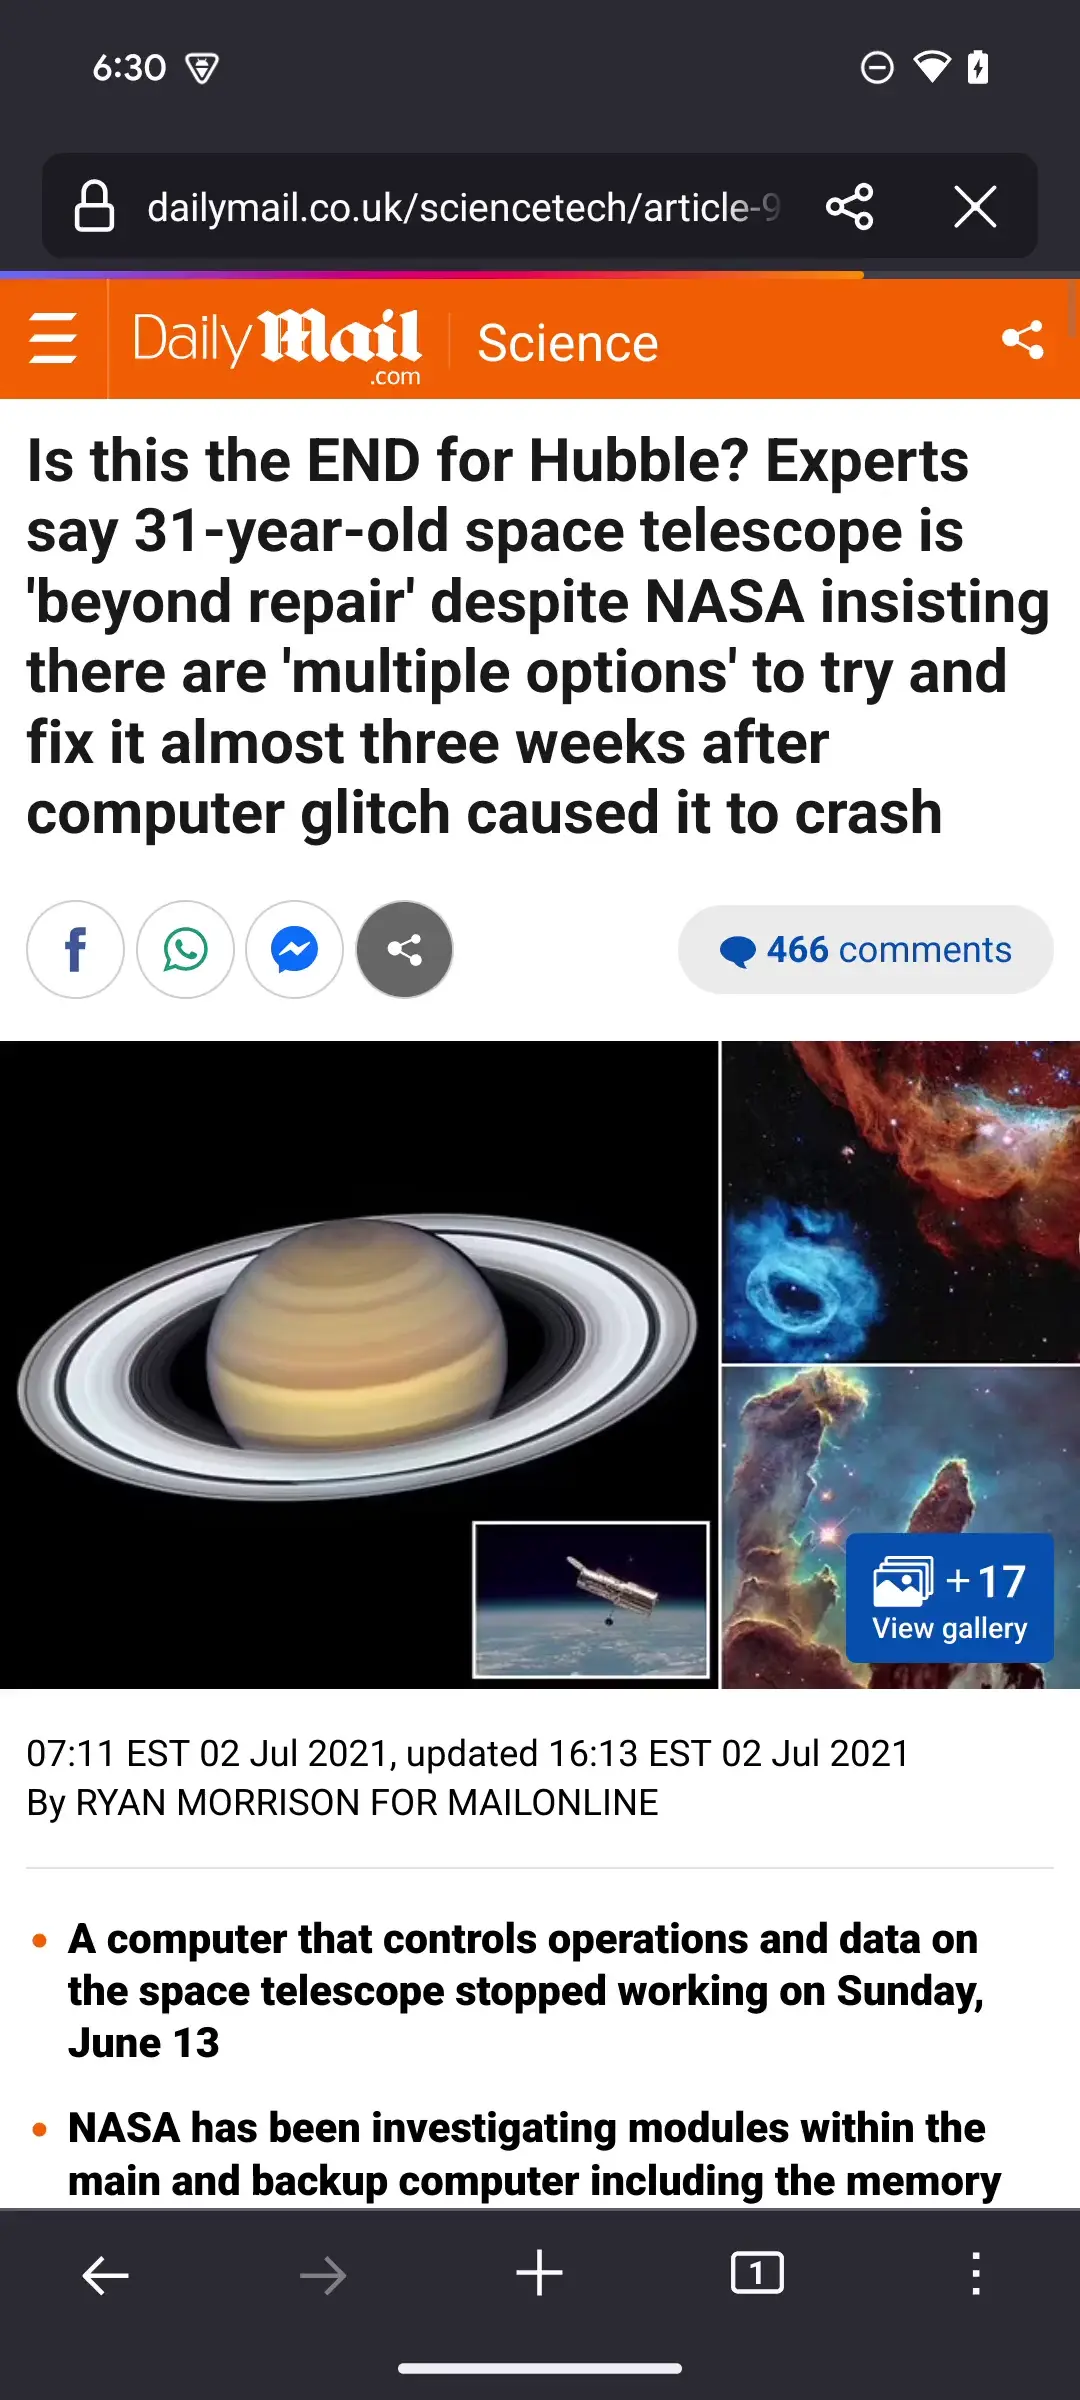 6:30
dailymail.co.uk/sciencetech/article-9
Daily Mail
.com
Science
Is this the END for Hubble? Experts
say 31-year-old space telescope is
'beyond repair' despite NASA insisting
there are 'multiple options' to try and
fix it almost three weeks after
computer glitch caused it to crash
466 comments
+17
View gallery
07:11 EST 02 Jul 2021, updated 16:13 EST 02 Jul 2021
By RYAN MORRISON FOR MAILONLINE
• A computer that controls operations and data on
the space telescope stopped working on Sunday,
June 13
• NASA has been investigating modules within the
main and backup computer including the memory
1